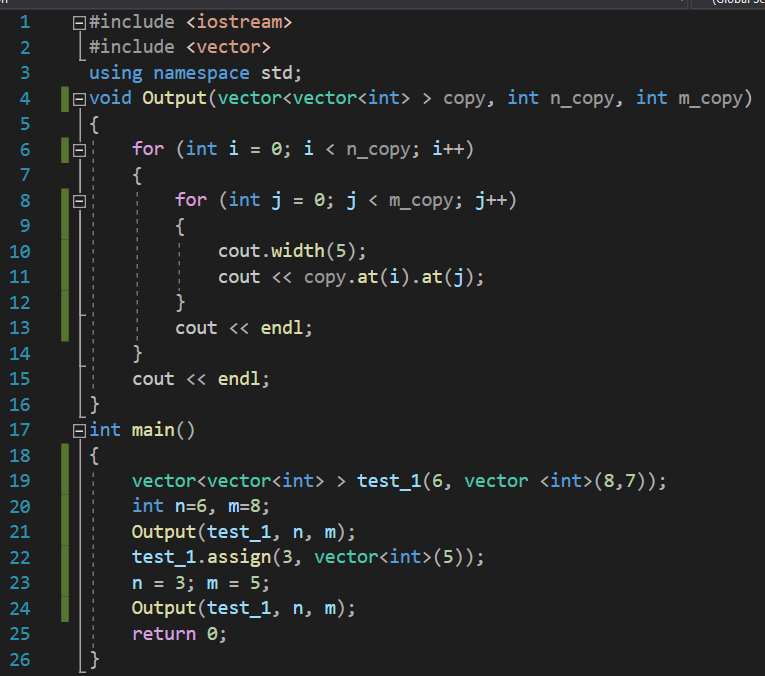 (Global Sc
1 #include <iostream>
2 #include <vector>
3 using namespace std;
4 void Output(vector<vector<int> > copy, int n_copy, int m_copy)
5 {
6 for (int i = 0; i < n_copy; i++)
7 {
8 for (int j = 0; j < m_copy; j++)
9 {
10 cout.width(5);
11 cout << copy.at(i).at(j);
12 }
13 cout << endl;
14 }
15 cout << endl;
16 }
17 int main()
18 {
19 vector<vector<int> > test_1(6, vector <int>(8,7));
20 int n=6, m=8;
21 Output(test_1, n, m);
22 test_1.assign(3, vector<int>(5));
23 n = 3; m = 5;
24 Output(test_1, n, m);
25 return 0;
26 }